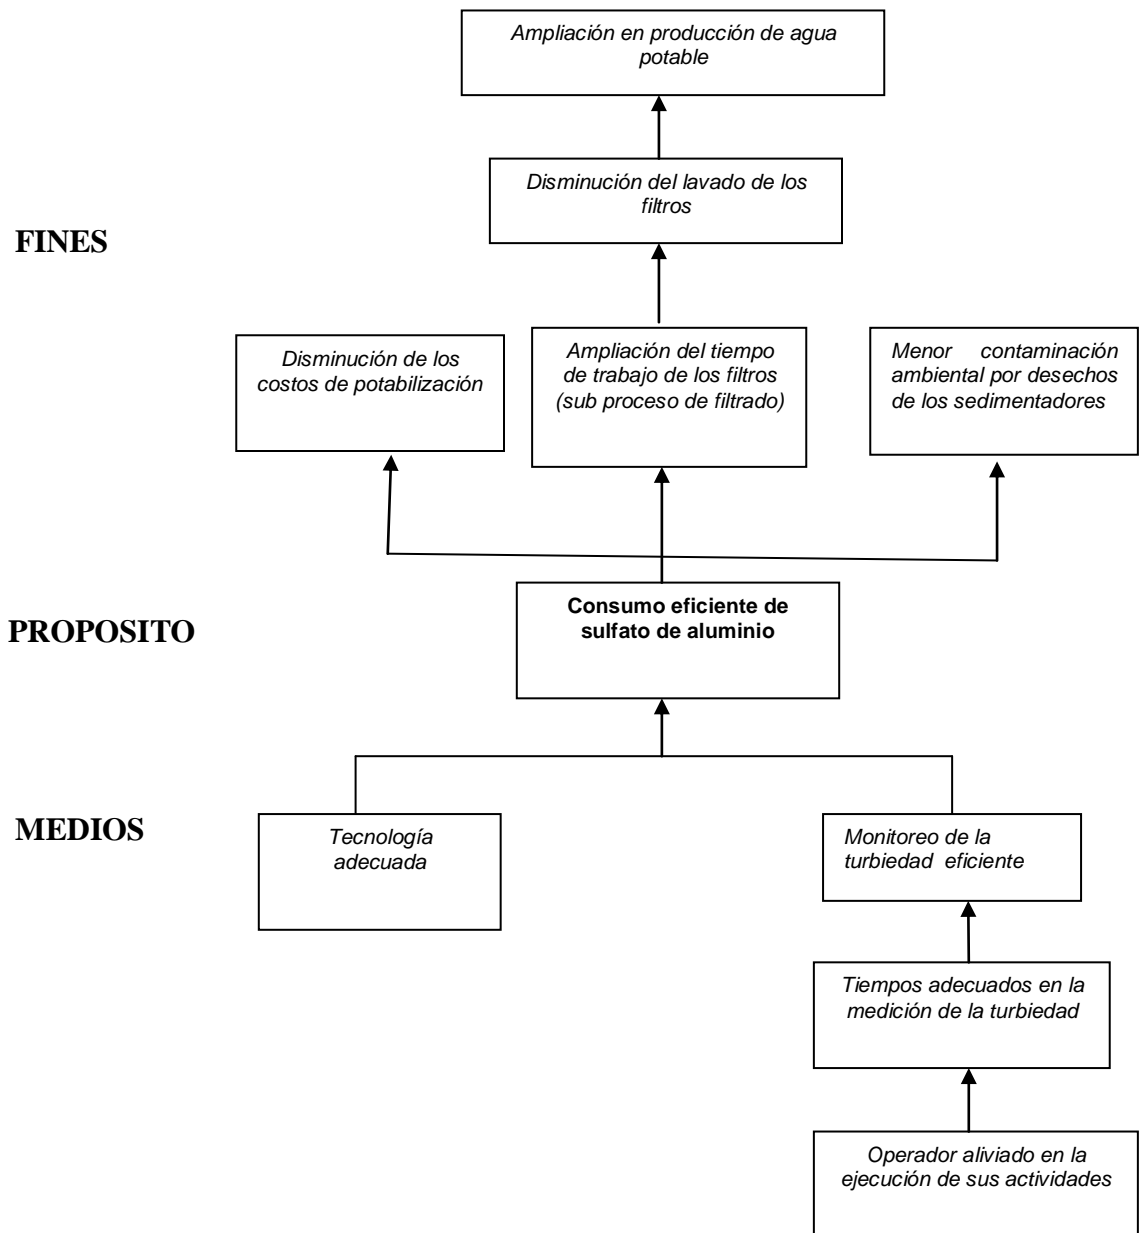 Ampliación en producción de agua
potable
Disminución del lavado de los
filtros
FINES
Disminución de los
costos de potabilización
Ampliación del tiempo
de trabajo de los filtros
(sub proceso de filtrado)
Menor contaminación
ambiental por desechos
de los sedimentadores
PROPOSITO
Consumo eficiente de
sulfato de aluminio
MEDIOS
Tecnología
adecuada
Monitoreo de la
turbiedad eficiente
Tiempos adecuados en la
medición de la turbiedad
Operador aliviado en la
ejecución de sus actividades